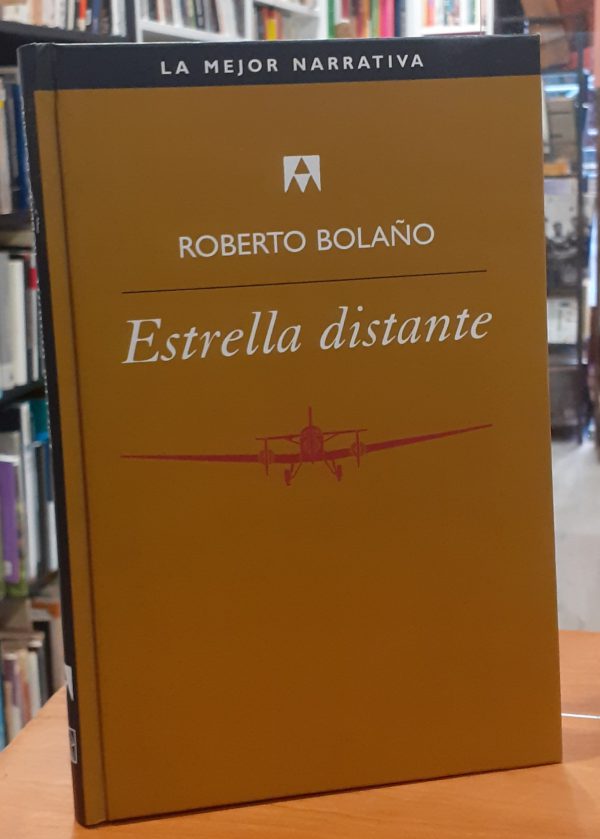 LA MEJOR NARRATIVA
ROBERTO BOLAÑO
Estrella distante